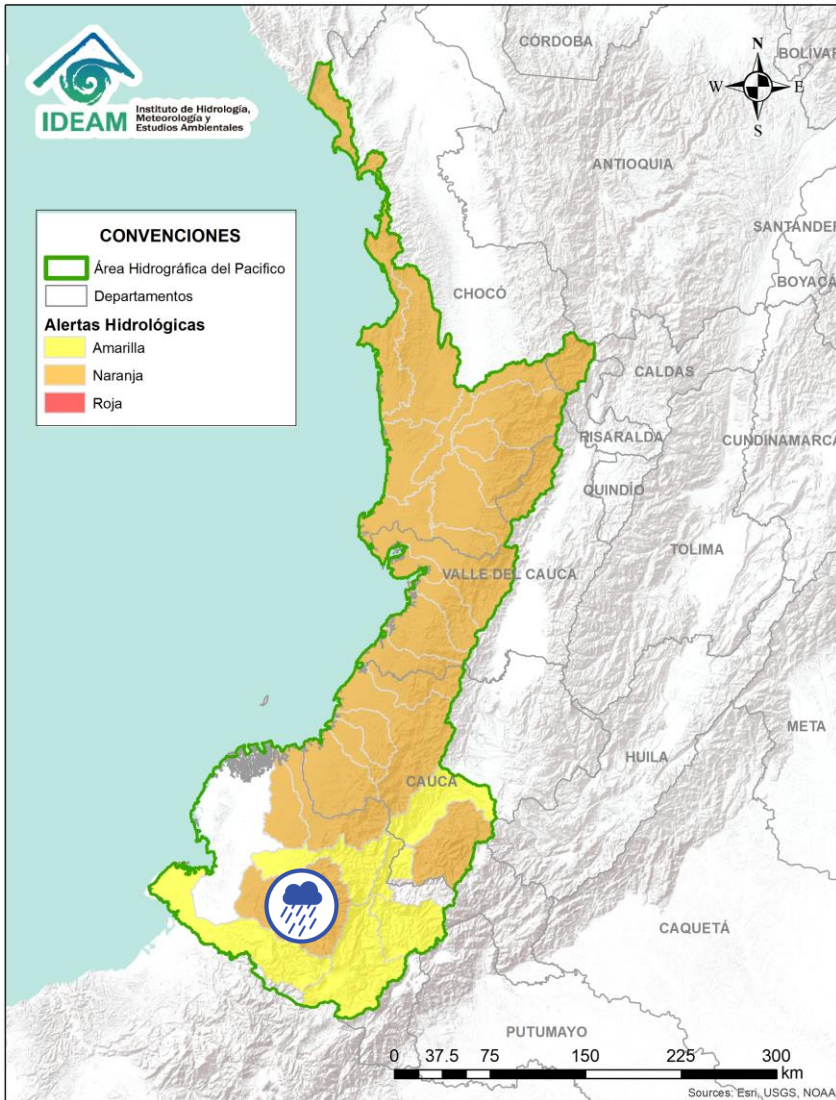 IDEAM
Instituto de Hidrología,
Meteorología y
Estudios Ambientales
CÓRDOBA
BOLÍVAR
N
W
E
S
ANTIOQUIA
SANTANDER
BOYACÁ
CONVENCIONES
Área Hidrográfica del Pacifico
Departamentos
Alertas Hidrológicas
Amarilla
Naranja
Roja
CHOCÓ
CALDAS
RISARALDA
CUNDINAMARCA
QUINDÍO
TOLIMA
VALLE DEL CAUCA
META
HUILA
CAUCA
CAQUETÁ
PUTUMAYO
0 37.5 75 150 225 300
km
Sources: Esri, USGS, NOAA